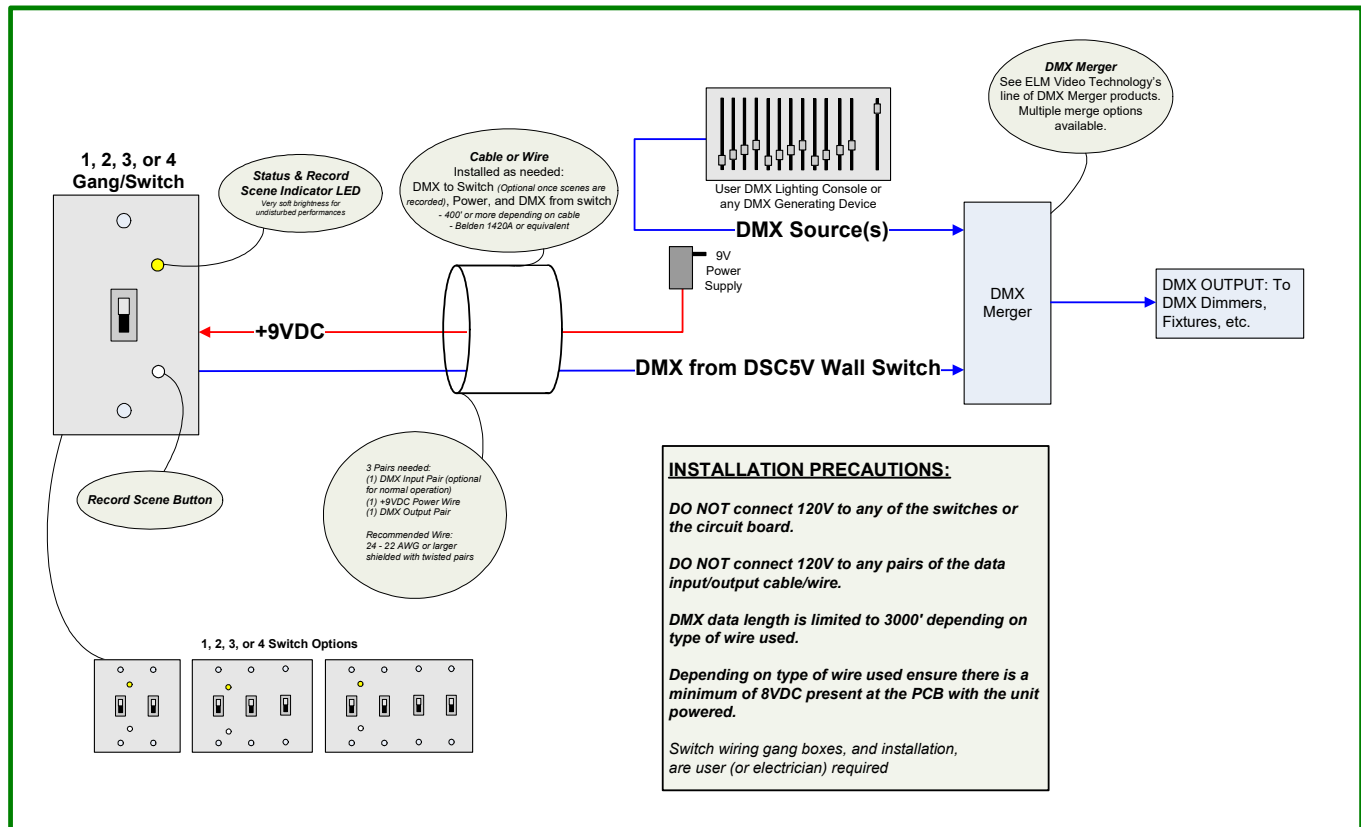 1, 2, 3, or 4
Gang/Switch
Status & Record
Scene Indicator LED
Very soft brightness for
undisturbed performances
Cable or Wire
Installed as needed:
DMX to Switch (Optional once scenes are
recorded), Power, and DMX from switch
- 400' or more depending on cable
- Belden 1420A or equivalent
User DMX Lighting Console or
any DMX Generating Device
DMX Source(s)
DMX Merger
See ELM Video Technology's
line of DMX Merger products.
Multiple merge options
available.
9V
Power
Supply
+9VDC
DMX from DSC5V Wall Switch
DMX
Merger
DMX OUTPUT: To
DMX Dimmers,
Fixtures, etc.
Record Scene Button
3 Pairs needed:
(1) DMX Input Pair (optional
for normal operation)
(1) +9VDC Power Wire
(1) DMX Output Pair
Recommended Wire:
24 - 22 AWG or larger
shielded with twisted pairs
1, 2, 3, or 4 Switch Options
INSTALLATION PRECAUTIONS:
DO NOT connect 120V to any of the switches or
the circuit board.
DO NOT connect 120V to any pairs of the data
input/output cable/wire.
DMX data length is limited to 3000' depending on
type of wire used.
Depending on type of wire used ensure there is a
minimum of 8VDC present at the PCB with the unit
powered.
Switch wiring gang boxes, and installation,
are user (or electrician) required